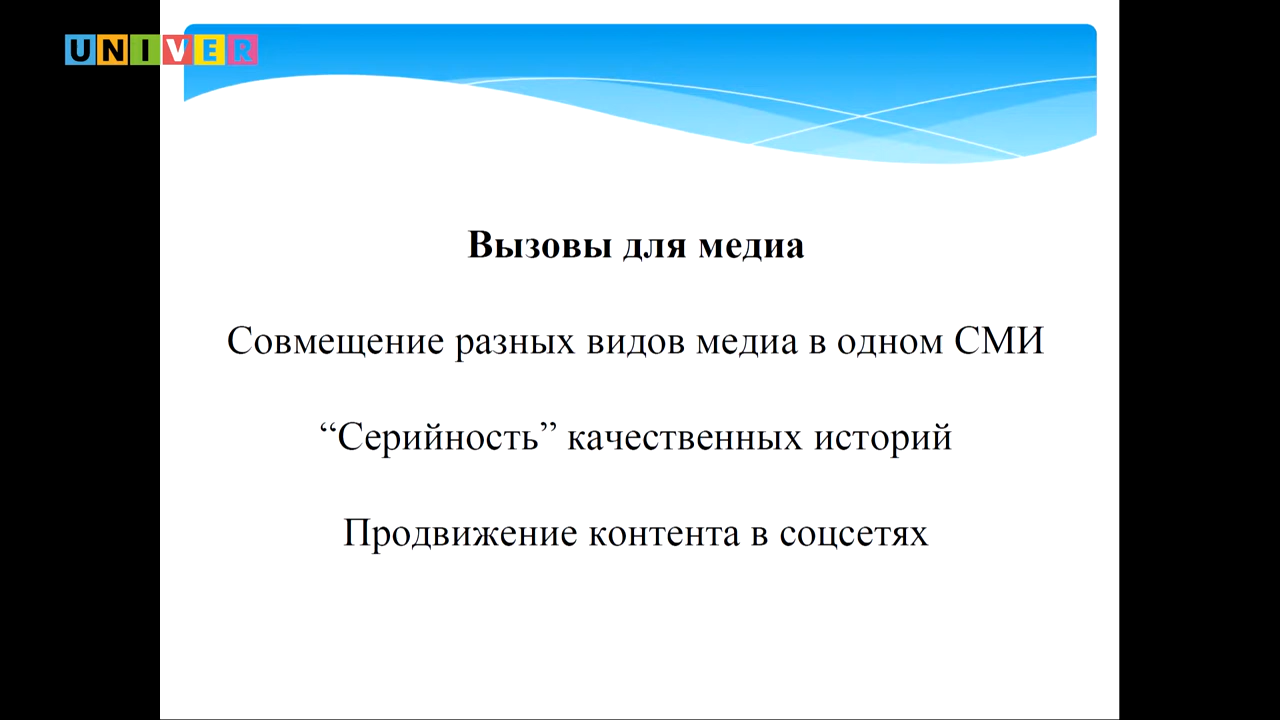 UNIVER
Вызовы для медиа
Совмещение разных видов медиа в одном СМИ
“Серийность” качественных историй
Продвижение контента в соцсетях